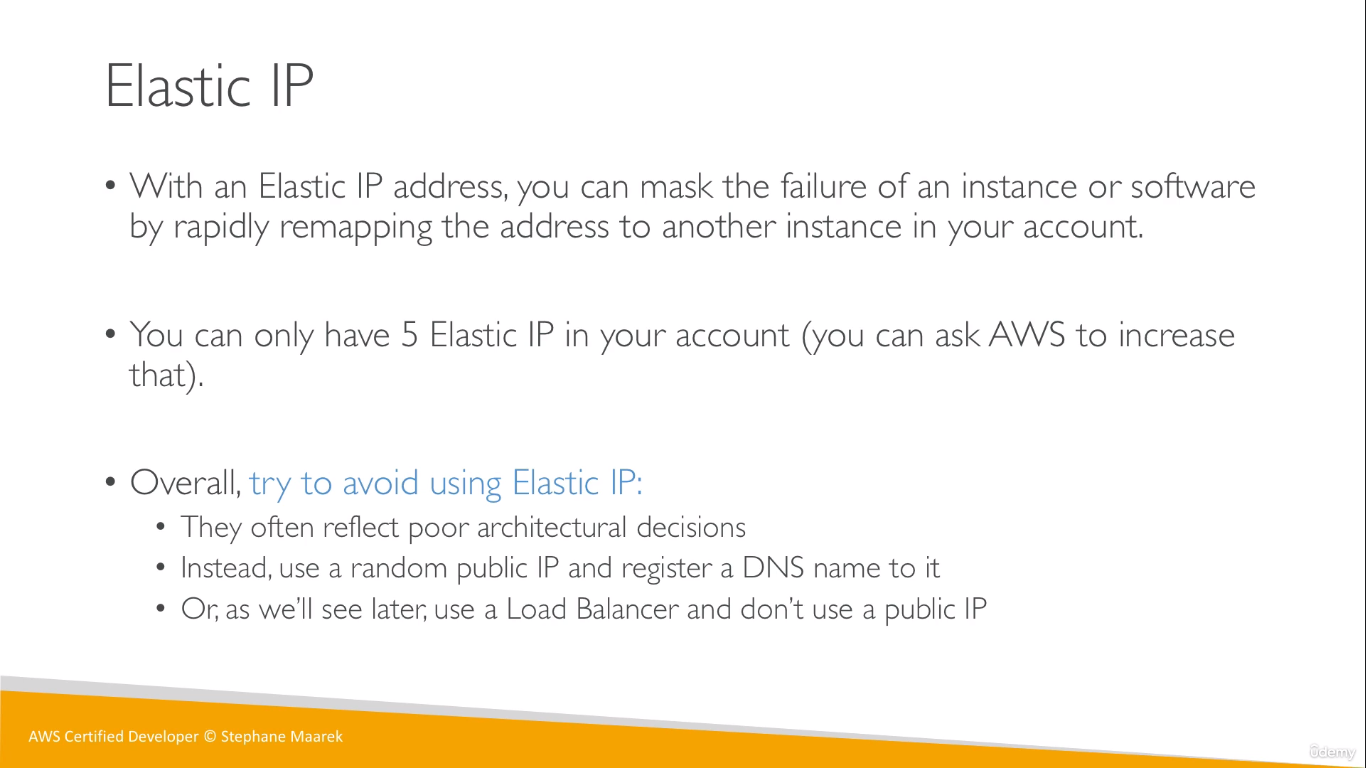 Elastic IP
• With an Elastic IP address, you can mask the failure of an instance or software
by rapidly remapping the address to another instance in your account.
• You can only have 5 Elastic IP in your account (you can ask AWS to increase
that).
• Overall, try to avoid using Elastic IP:
• They often reflect poor architectural decisions
• Instead, use a random public IP and register a DNS name to it
• Or, as we’ll see later, use a Load Balancer and don’t use a public IP
AWS Certified Developer © Stephane Maarek
ûdemy